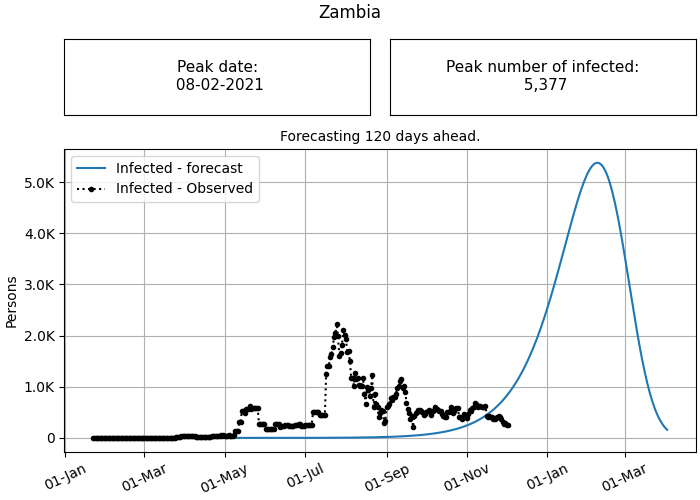 Zambia
Peak date:
08-02-2021
Peak number of infected:
5,377
Forecasting 120 days ahead.
Infected - forecast
Infected - Observed
5.0K
4.0K
3.0K
2.0K
1.0K
0
Persons
01-Jan
01-Mar
01-May
01-Jul
01-Sep
01-Nov
01-Jan
01-Mar